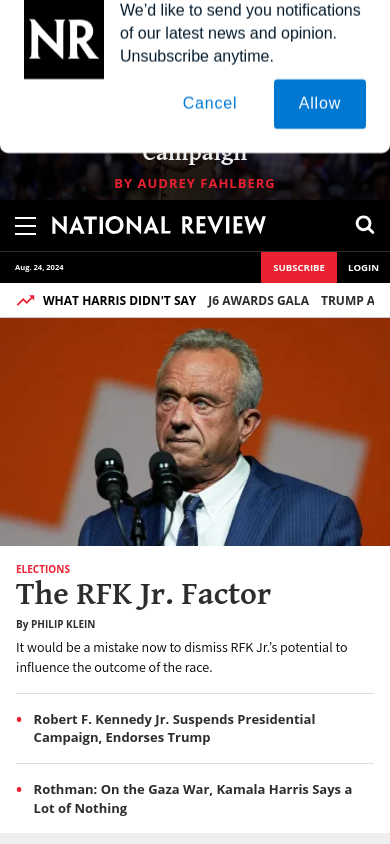 NR
We'd like to send you notifications
of our latest news and opinion.
Unsubscribe anytime.
Cancel
Allow
Campaign
BY AUDREY FAHLBERG
NATIONAL REVIEW
Aug. 24, 2024
SUBSCRIBE
LOGIN
WHAT HARRIS DIDN'T SAY J6 AWARDS GALA TRUMP A
ELECTIONS
The RFK Jr. Factor
By PHILIP KLEIN
It would be a mistake now to dismiss RFK Jr.'s potential to
influence the outcome of the race.
Robert F. Kennedy Jr. Suspends Presidential
Campaign, Endorses Trump
Rothman: On the Gaza War, Kamala Harris Says a
Lot of Nothing